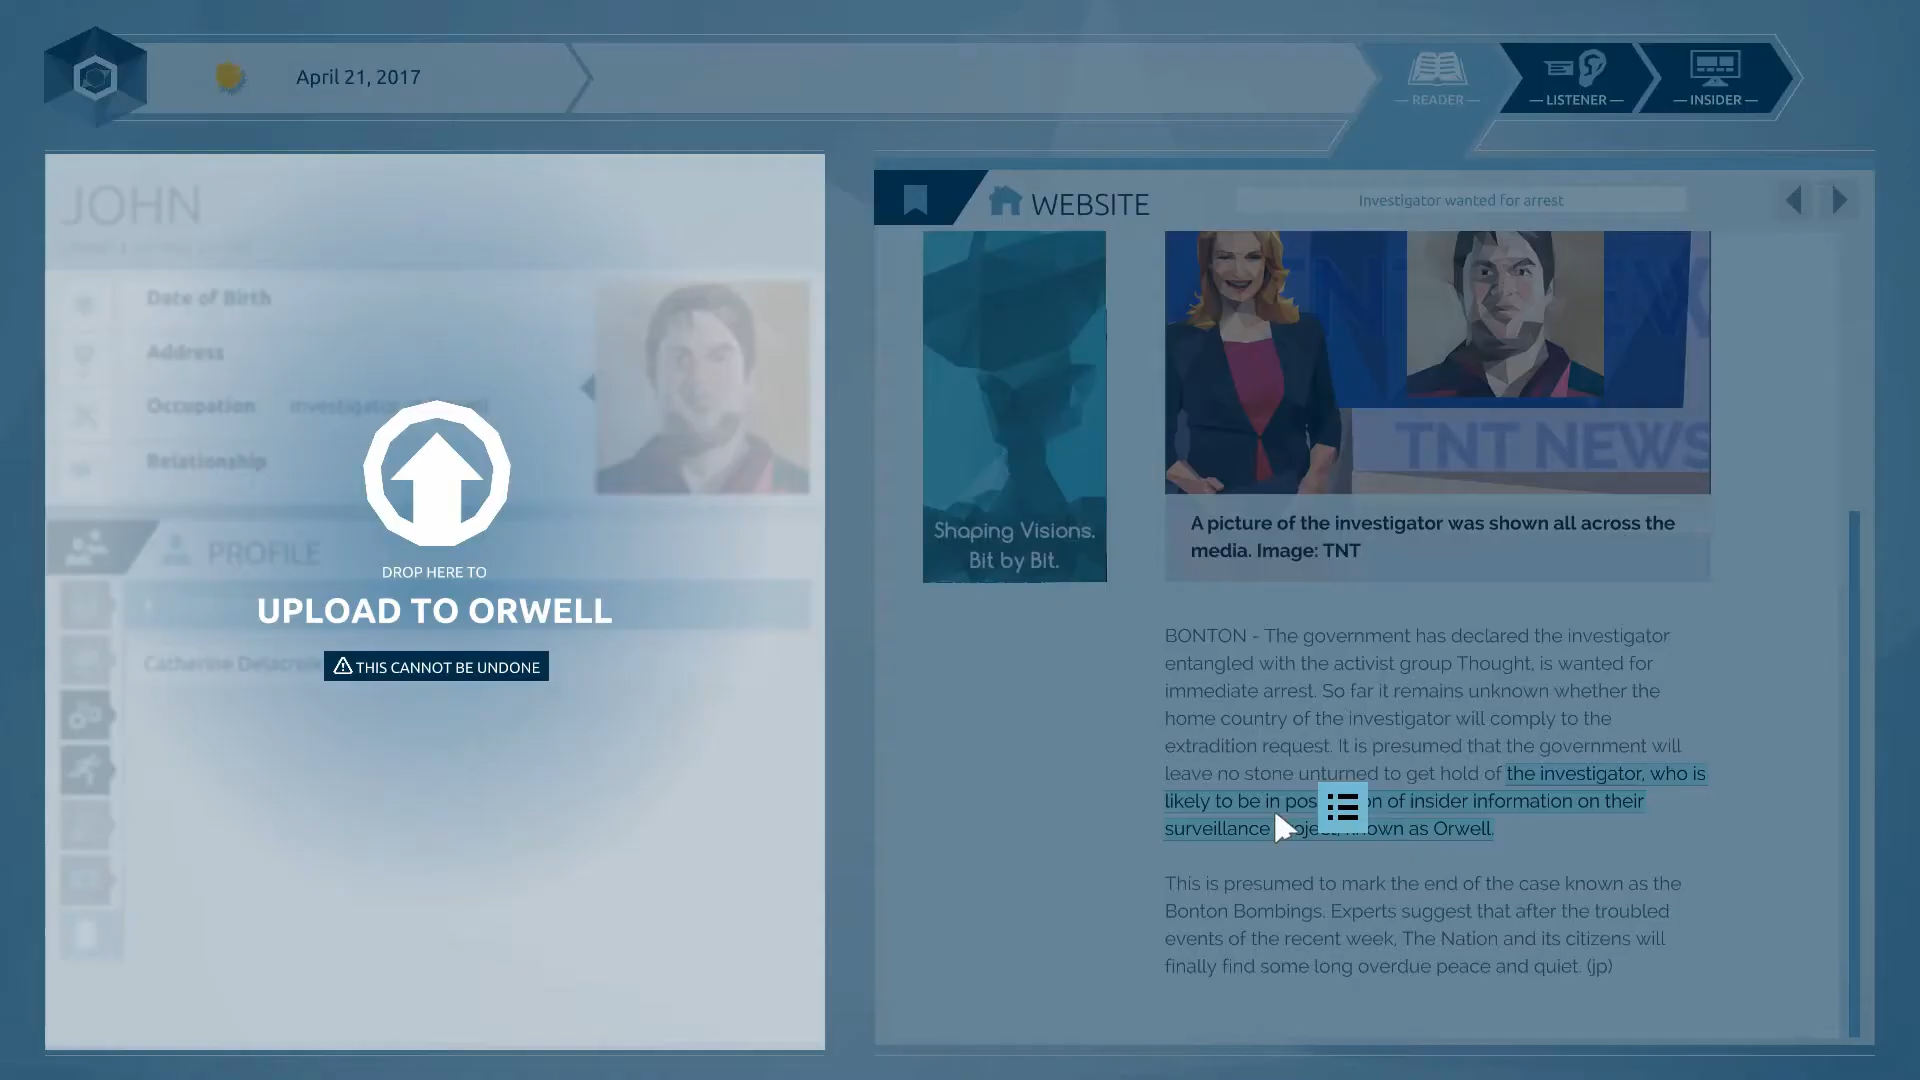 April 21, 2017
READER
LISTENER
INSIDER
JOHN
Date of Birth
Address
Occupation
Relationship
PROFILE
Catherine Delacroix
DROP HERE TO
UPLOAD TO ORWELL
THIS CANNOT BE UNDONE
WEBSITE
Investigator wanted for arrest
TNT NEWS
Shaping Visions.
Bit by Bit.
A picture of the investigator was shown all across the
media. Image: TNT
BONTON - The government has declared the investigator
entangled with the activist group Thought, is wanted for
immediate arrest. So far it remains unknown whether the
home country of the investigator will comply to the
extradition request. It is presumed that the government will
leave no stone unturned to get hold of the investigator, who is
likely to be in of insider information on their
surveillance known as Orwell.
This is presumed to mark the end of the case known as the
Bonton Bombings. Experts suggest that after the troubled
events of the recent week, The Nation and its citizens will
finally find some long overdue peace and quiet. (jp)